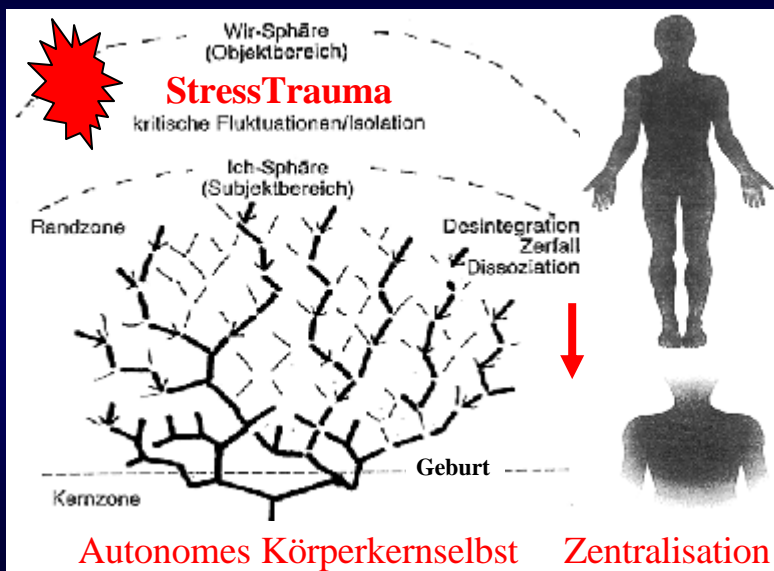 Wir-Sphäre
(Objektbereich)
StressTrauma
kritische Fluktuationen/Isolation
Ich-Sphäre
(Subjektbereich)
Randzone
Desintegration
Zerfall
Dissoziation
Geburt
Kernzone
Autonomes Körperkernselbst
Zentralisation